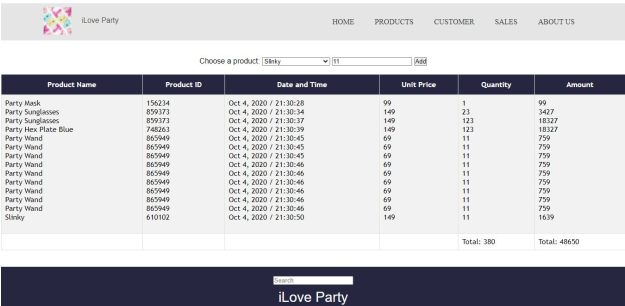 iLove Party HOME PRODUCTS CUSTOMER SALES ABOUT US
Choose a product: Slinky 11 Add
Product Name Product ID Date and Time Unit Price Quantity Amount
Party Mask 156234 Oct 4, 2020 / 21:30:28 99 1 99
Party Sunglasses 859373 Oct 4, 2020 / 21:30:34 149 23 3427
Party Sunglasses 859373 Oct 4, 2020 / 21:30:37 149 123 18327
Party Hex Plate Blue 748263 Oct 4, 2020 / 21:30:39 149 123 18327
Party Wand 865949 Oct 4, 2020 / 21:30:45 69 11 759
Party Wand 865949 Oct 4, 2020 / 21:30:45 69 11 759
Party Wand 865949 Oct 4, 2020 / 21:30:45 69 11 759
Party Wand 865949 Oct 4, 2020 / 21:30:46 69 11 759
Party Wand 865949 Oct 4, 2020 / 21:30:46 69 11 759
Party Wand 865949 Oct 4, 2020 / 21:30:46 69 11 759
Party Wand 865949 Oct 4, 2020 / 21:30:46 69 11 759
Party Wand 865949 Oct 4, 2020 / 21:30:46 69 11 759
Party Wand 865949 Oct 4, 2020 / 21:30:46 69 11 759
Slinky 610102 Oct 4, 2020 / 21:30:50 149 11 1639
Total: 380 Total: 48650
Search
iLove Party